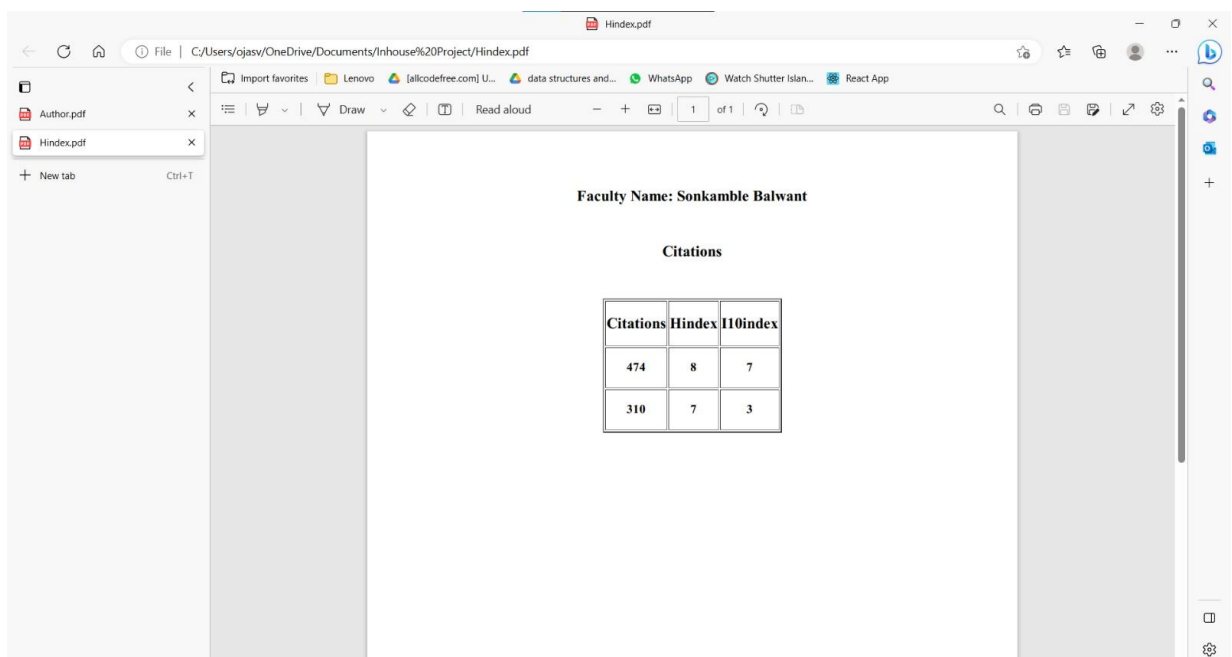 Hindex.pdf
File | C:/Users/ojasv/OneDrive/Documents/Inhouse%20Project/Hindex.pdf
Import favorites Lenovo [allcodefree.com] U... data structures and... WhatsApp Watch Shutter Islan... React App
Author.pdf
Hindex.pdf
New tab Ctrl+T
Draw Read aloud 1 of 1
Faculty Name: Sonkamble Balwant
Citations
Citations Hindex I10index
474 8 7
310 7 3